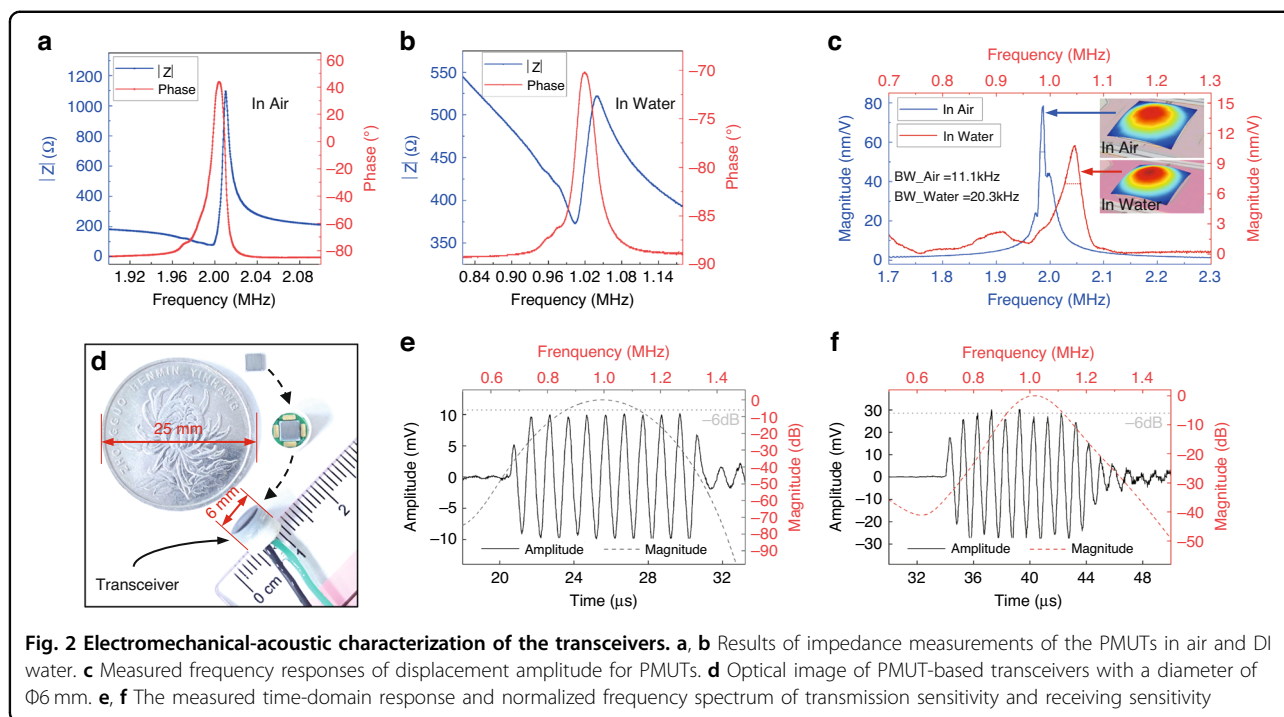 a
|Z|
Phase
In Air
1200
1000
800
600
400
200
0
|Z| (Ω)
60
40
20
0
−20
−40
−60
−80
Phase (°)
1.92
1.96
2.00
2.04
2.08
Frequency (MHz)
b
|Z|
Phase
In Water
550
500
450
400
350
|Z| (Ω)
−70
−75
−80
−85
−90
Phase (°)
0.84
0.90
0.96
1.02
1.08
1.14
Frequency (MHz)
c
Frequency (MHz)
0.7
0.8
0.9
1.0
1.1
1.2
1.3
In Air
In Water
BW_Air =11.1kHz
BW_Water =20.3kHz
In Air
In Water
80
60
40
20
0
Magnitude (nm/V)
15
12
9
6
3
0
Magnitude (nm/V)
1.7
1.8
1.9
2.0
2.1
2.2
2.3
Frequency (MHz)
d
RENMIN YINHANG
25 mm
6 mm
Transceiver
0 cm
1
2
e
Frenquency (MHz)
0.6
0.8
1.0
1.2
1.4
−6dB
10
5
0
−5
−10
Amplitude (mV)
0
−10
−20
−30
−40
−50
−60
−70
−80
−90
Magnitude (dB)
Amplitude
Magnitude
20
24
28
32
Time (μs)
f
Frenquency (MHz)
0.6
0.8
1.0
1.2
1.4
−6dB
30
20
10
0
−10
−20
−30
Amplitude (mV)
0
−10
−20
−30
−40
−50
Magnitude (dB)
Amplitude
Magnitude
30
36
42
48
Time (μs)
Fig. 2 Electromechanical-acoustic characterization of the transceivers. a, b Results of impedance measurements of the PMUTs in air and DI
water. c Measured frequency responses of displacement amplitude for PMUTs. d Optical image of PMUT-based transceivers with a diameter of
Φ6 mm. e, f The measured time-domain response and normalized frequency spectrum of transmission sensitivity and receiving sensitivity